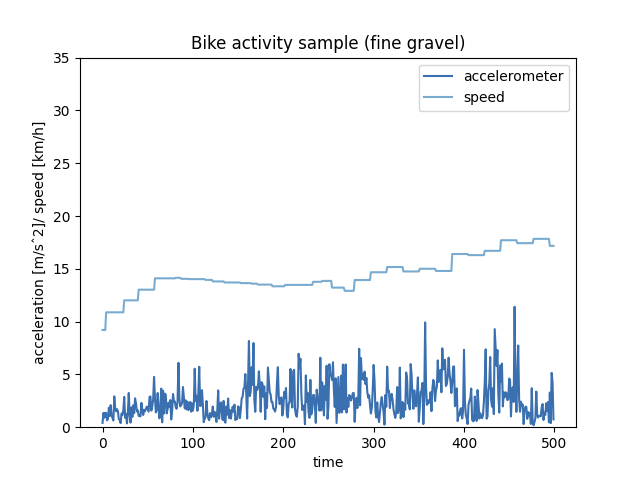 Bike activity sample (fine gravel)
accelerometer
speed
acceleration [m/sˆ2]/ speed [km/h]
35
30
25
20
15
10
5
0
0 100 200 300 400 500
time